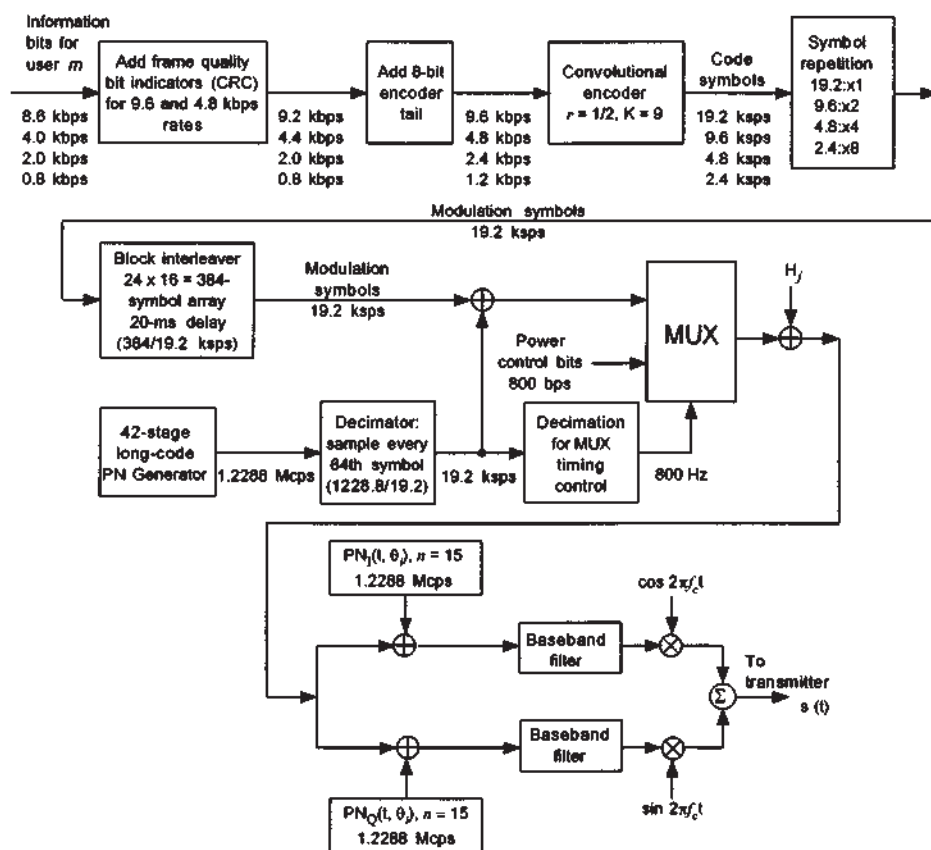 Information
bits for
user m
8.6 kbps
4.0 kbps
2.0 kbps
0.8 kbps
Add frame quality
bit indicators (CRC)
for 9.6 and 4.8 kbps
rates
9.2 kbps
4.4 kbps
2.0 kbps
0.8 kbps
Add 8-bit
encoder
tail
9.6 kbps
4.8 kbps
2.4 kbps
1.2 kbps
Convolutional
encoder
r = 1/2, K = 9
Code
symbols
19.2 ksps
9.6 ksps
4.8 ksps
2.4 ksps
Symbol
repetition
19.2:x1
9.6:x2
4.8:x4
2.4:x8
Modulation symbols
19.2 ksps
Block interleaver
24 x 16 = 384-
symbol array
20-ms delay
(384/19.2 ksps)
Modulation
symbols
19.2 ksps
Power
control bits
800 bps
MUX
H_f
42-stage
long-code
PN Generator
1.2288 Mcps
Decimator:
sample every
64th symbol
(1228.8/19.2)
19.2 ksps
Decimation
for MUX
timing
control
800 Hz
PN_I(t, θ_i), n = 15
1.2288 Mcps
Baseband
filter
cos 2πf_c t
To
transmitter
s (t)
Σ
Baseband
filter
sin 2πf_c t
PN_Q(t, θ_i), n = 15
1.2288 Mcps